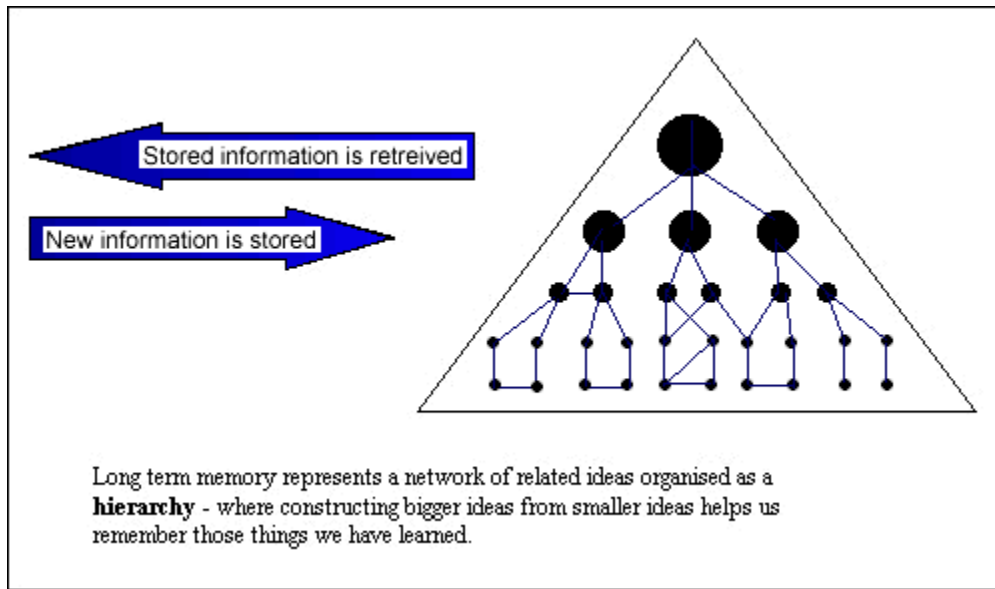 Stored information is retreived
New information is stored
Long term memory represents a network of related ideas organised as a
hierarchy - where constructing bigger ideas from smaller ideas helps us
remember those things we have learned.